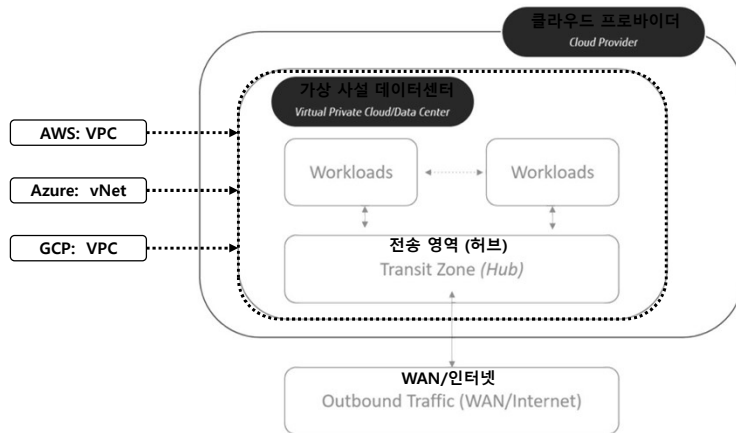 클라우드 프로바이더
Cloud Provider
가상 사설 데이터센터
Virtual Private Cloud/Data Center
AWS: VPC
Azure: vNet
GCP: VPC
Workloads
Workloads
전송 영역 (허브)
Transit Zone (Hub)
WAN/인터넷
Outbound Traffic (WAN/Internet)